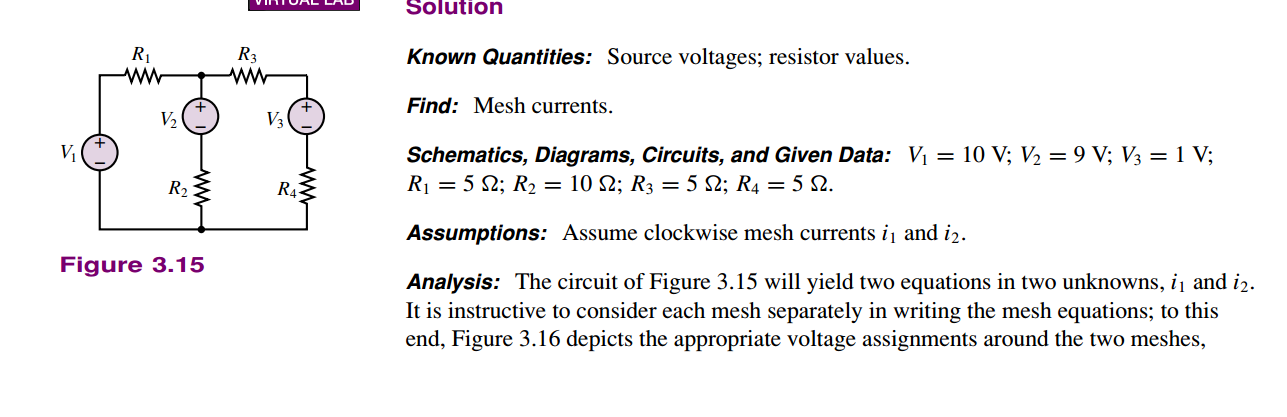 VIRTUAL LAB
Solution
R1
R3
Known Quantities: Source voltages; resistor values.
+
V2
–
+
V3
–
Find: Mesh currents.
V1
+
–
Schematics, Diagrams, Circuits, and Given Data: V1 = 10 V; V2 = 9 V; V3 = 1 V;
R1 = 5 Ω; R2 = 10 Ω; R3 = 5 Ω; R4 = 5 Ω.
R2
R4
Assumptions: Assume clockwise mesh currents i1 and i2.
Figure 3.15
Analysis: The circuit of Figure 3.15 will yield two equations in two unknowns, i1 and i2.
It is instructive to consider each mesh separately in writing the mesh equations; to this
end, Figure 3.16 depicts the appropriate voltage assignments around the two meshes,